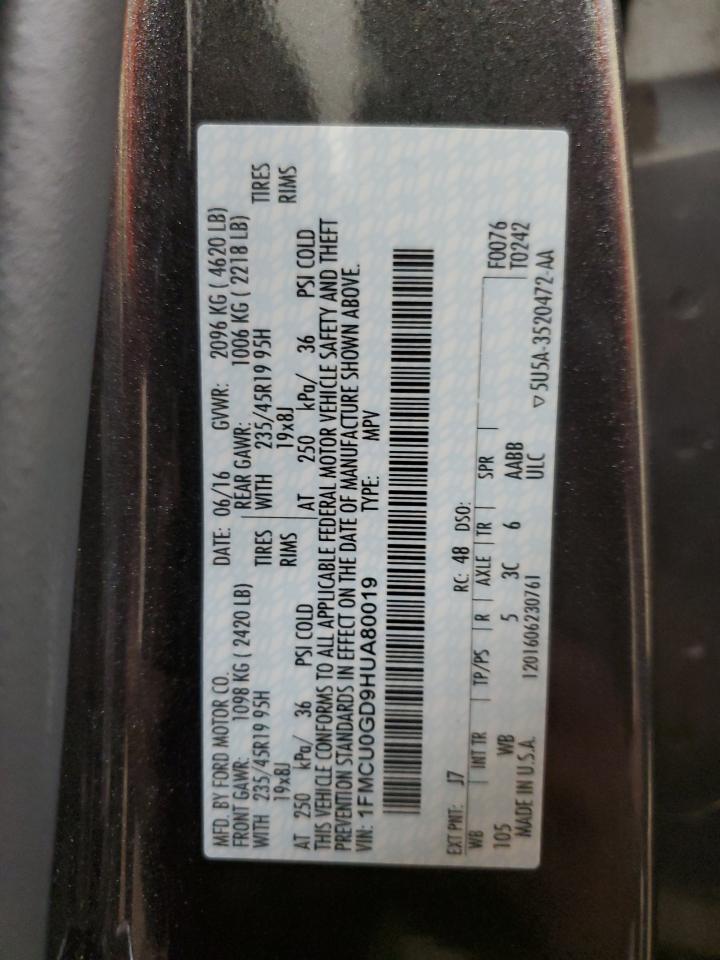 MFD. BY FORD MOTOR CO. DATE: 06/16 GVWR: 2096 KG ( 4620 LB)
FRONT GAWR: 1098 KG ( 2420 LB) REAR GAWR: 1006 KG ( 2218 LB)
WITH 235/45R19 95H TIRES WITH 235/45R19 95H TIRES
19x8J RIMS 19x8J RIMS
AT 250 kPa/ 36 PSI COLD AT 250 kPa/ 36 PSI COLD
THIS VEHICLE CONFORMS TO ALL APPLICABLE FEDERAL MOTOR VEHICLE SAFETY AND THEFT
PREVENTION STANDARDS IN EFFECT ON THE DATE OF MANUFACTURE SHOWN ABOVE.
VIN: 1FMCU0GD9HUA80019 TYPE: MPV
EXT PNT: J7 RC: 48 DSO:
WB INT TR TP/PS R AXLE TR SPR F0076
105 WB 5 3C 6 AABB T0242
MADE IN U.S.A. 1201606230761 ULC
▽ 5U5A-3520472-AA